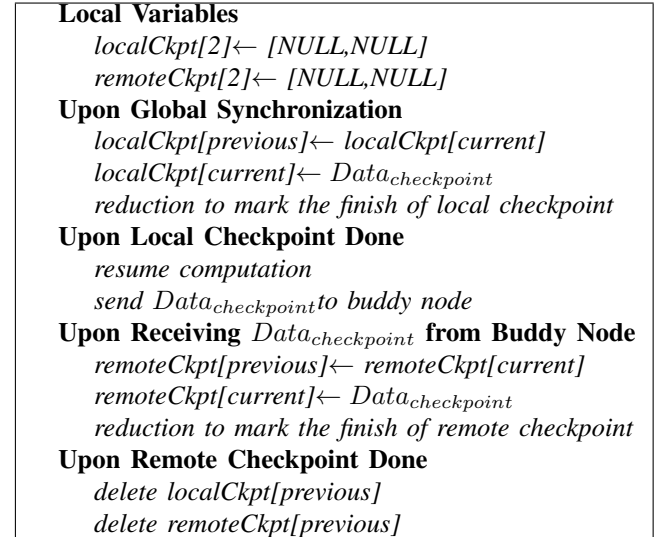 Local Variables
localCkpt[2]← [NULL,NULL]
remoteCkpt[2]← [NULL,NULL]
Upon Global Synchronization
localCkpt[previous]← localCkpt[current]
localCkpt[current]← Data_checkpoint
reduction to mark the finish of local checkpoint
Upon Local Checkpoint Done
resume computation
send Data_checkpoint to buddy node
Upon Receiving Data_checkpoint from Buddy Node
remoteCkpt[previous]← remoteCkpt[current]
remoteCkpt[current]← Data_checkpoint
reduction to mark the finish of remote checkpoint
Upon Remote Checkpoint Done
delete localCkpt[previous]
delete remoteCkpt[previous]